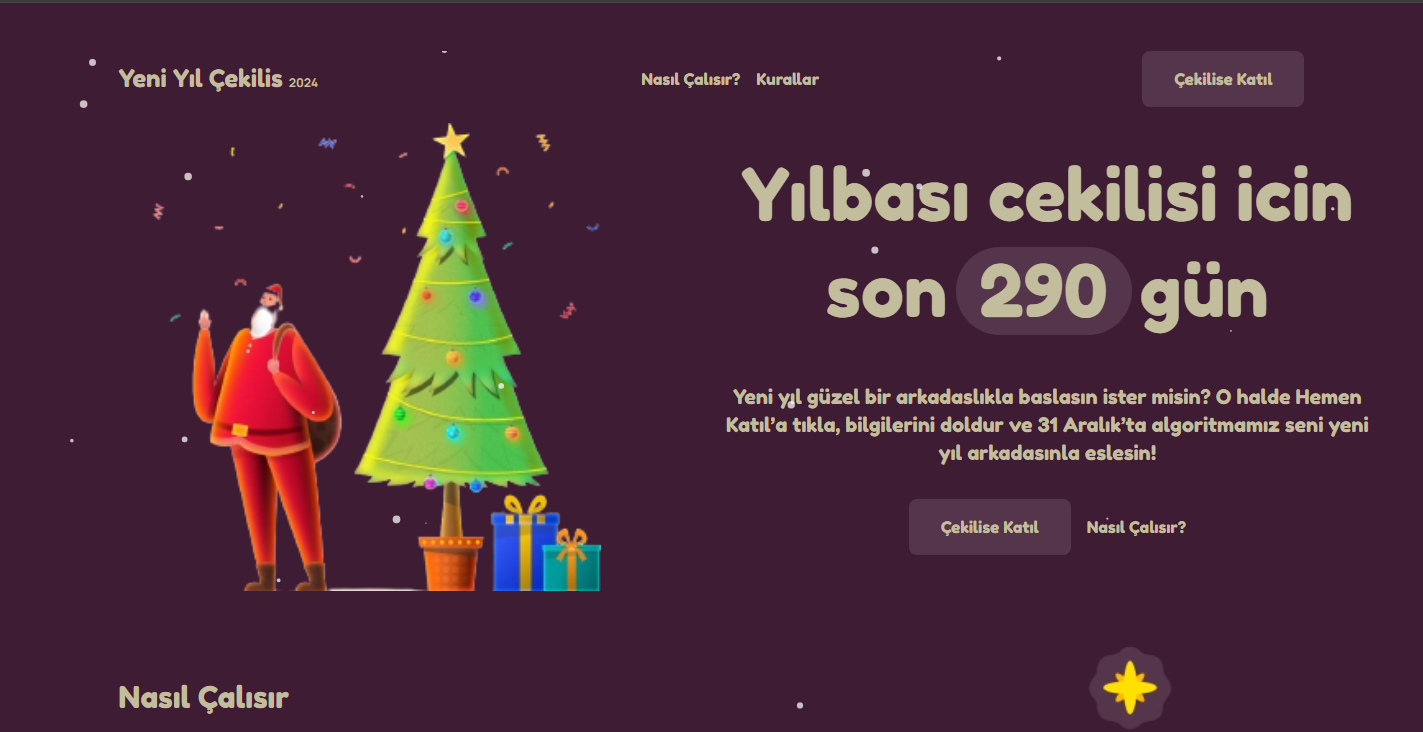 Yeni Yıl Çekilis 2024
Nasıl Çalısır? Kurallar
Çekilise Katıl
Yılbası cekilisi icin
son 290 gün
Yeni yıl güzel bir arkadaslıkla baslasın ister misin? O halde Hemen
Katıl’a tıkla, bilgilerini doldur ve 31 Aralık’ta algoritmamız seni yeni
yıl arkadasınla eslesin!
Çekilise Katıl Nasıl Çalısır?
Nasıl Çalısır